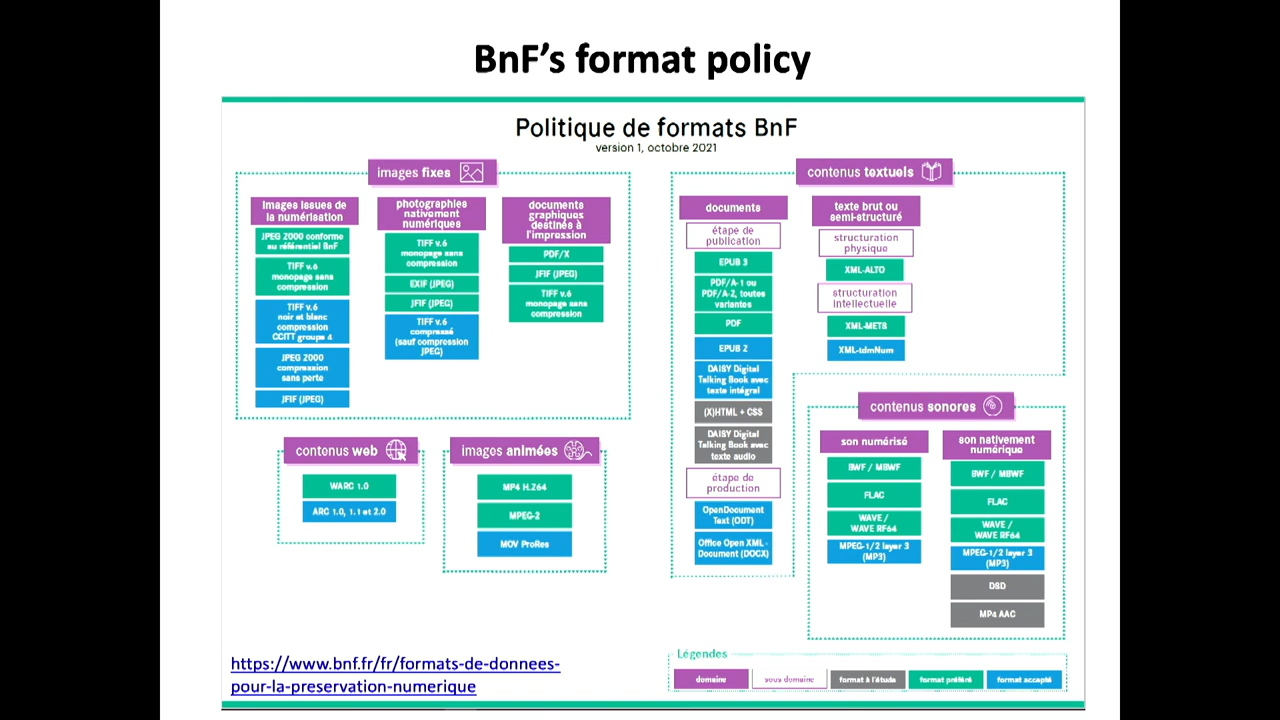 BnF’s format policy
Politique de formats BnF
version 1, octobre 2021
images fixes
images issues de
la numérisation
JPEG 2000 conforme
au référentiel BnF
TIFF v.6
monopage sans
compression
TIFF v.6
noir et blanc
compression
CCITT groupe 4
JPEG 2000
compression
sans perte
JFIF (JPEG)
photographies
nativement
numériques
TIFF v.6
monopage sans
compression
EXIF (JPEG)
JFIF (JPEG)
TIFF v.6
compressé
(sauf compression
JPEG)
documents
graphiques
destinés à
l'impression
PDF/X
JFIF (JPEG)
TIFF v.6
monopage sans
compression
contenus web
WARC 1.0
ARC 1.0, 1.1 et 2.0
images animées
MP4 H.264
MPEG-2
MOV ProRes
contenus textuels
documents
étape de
publication
EPUB 3
PDF/A-1 ou
PDF/A-2, toutes
variantes
PDF
EPUB 2
DAISY Digital
Talking Book avec
texte intégral
(X)HTML + CSS
DAISY Digital
Talking Book avec
texte audio
étape de
production
OpenDocument
Text (ODT)
Office Open XML -
Document (DOCX)
texte brut ou
semi-structuré
structuration
physique
XML-ALTO
structuration
intellectuelle
XML-METS
XML-tdmNum
contenus sonores
son numérisé
BWF / MBWF
FLAC
WAVE /
WAVE RF64
MPEG-1/2 layer 3
(MP3)
son nativement
numérique
BWF / MBWF
FLAC
WAVE /
WAVE RF64
MPEG-1/2 layer 3
(MP3)
DSD
MP4 AAC
https://www.bnf.fr/fr/formats-de-donnees-
pour-la-preservation-numerique
Légendes
domaine
sous domaine
format à l'étude
format préféré
format accepté